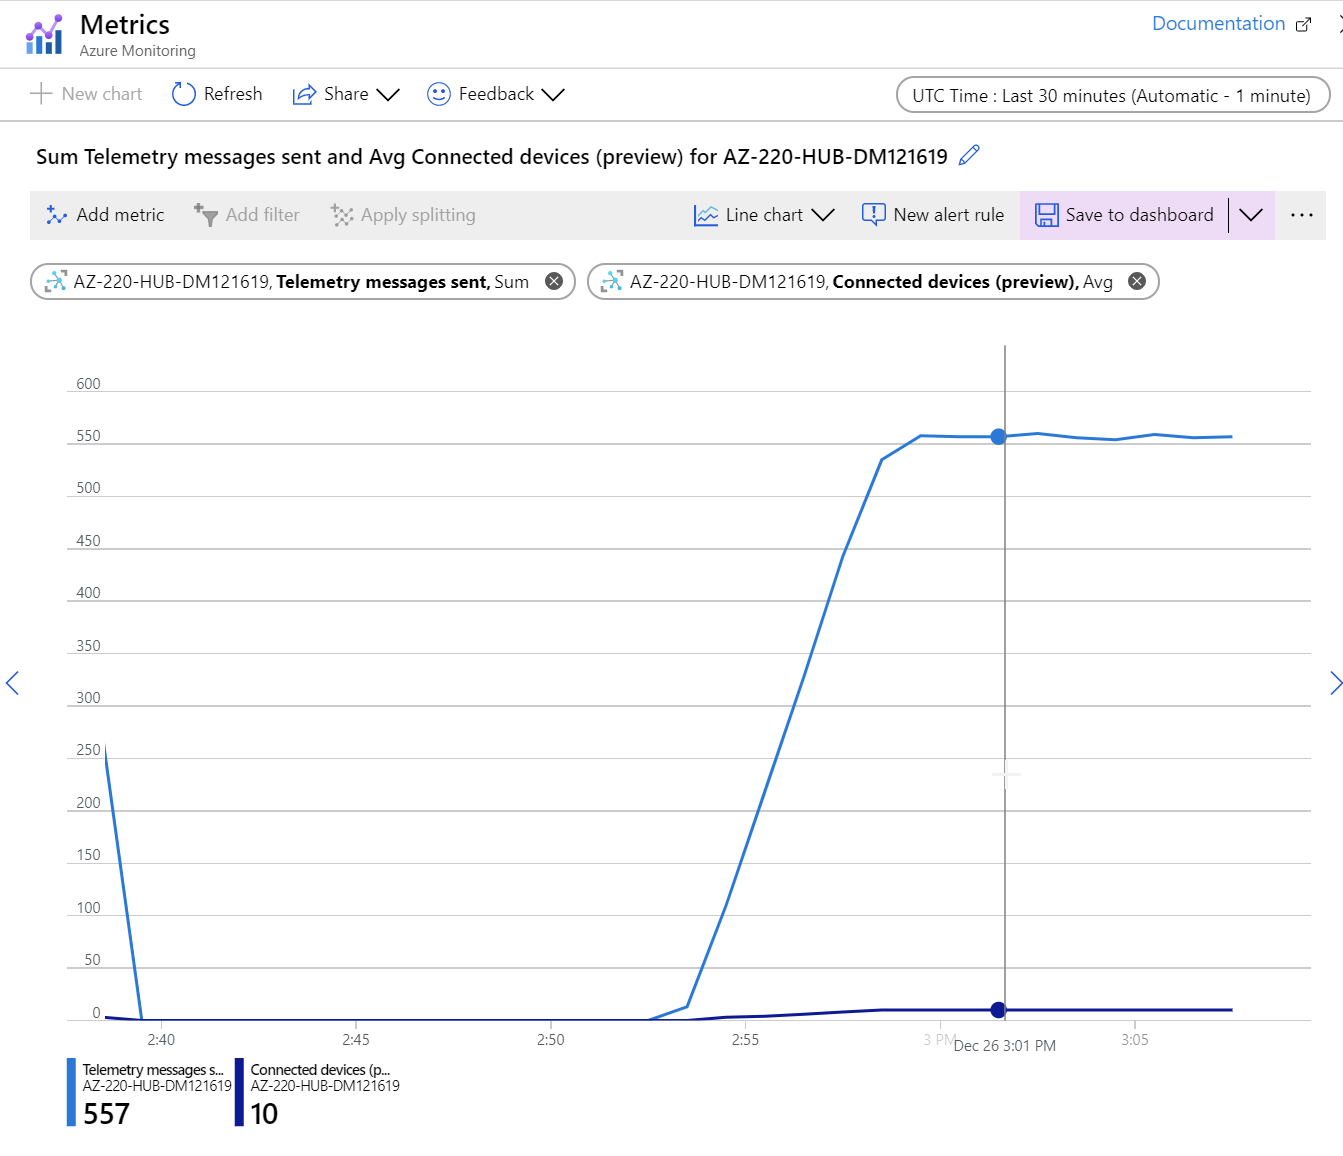 Metrics
Azure Monitoring
Documentation
New chart Refresh Share Feedback
UTC Time : Last 30 minutes (Automatic - 1 minute)
Sum Telemetry messages sent and Avg Connected devices (preview) for AZ-220-HUB-DM121619
Add metric Add filter Apply splitting Line chart New alert rule Save to dashboard ...
AZ-220-HUB-DM121619, Telemetry messages sent, Sum
AZ-220-HUB-DM121619, Connected devices (preview), Avg
600
550
500
450
400
350
300
250
200
150
100
50
0
2:40 2:45 2:50 2:55 3 PM 3:05
Dec 26 3:01 PM
Telemetry messages s...
AZ-220-HUB-DM121619
557
Connected devices (p...
AZ-220-HUB-DM121619
10